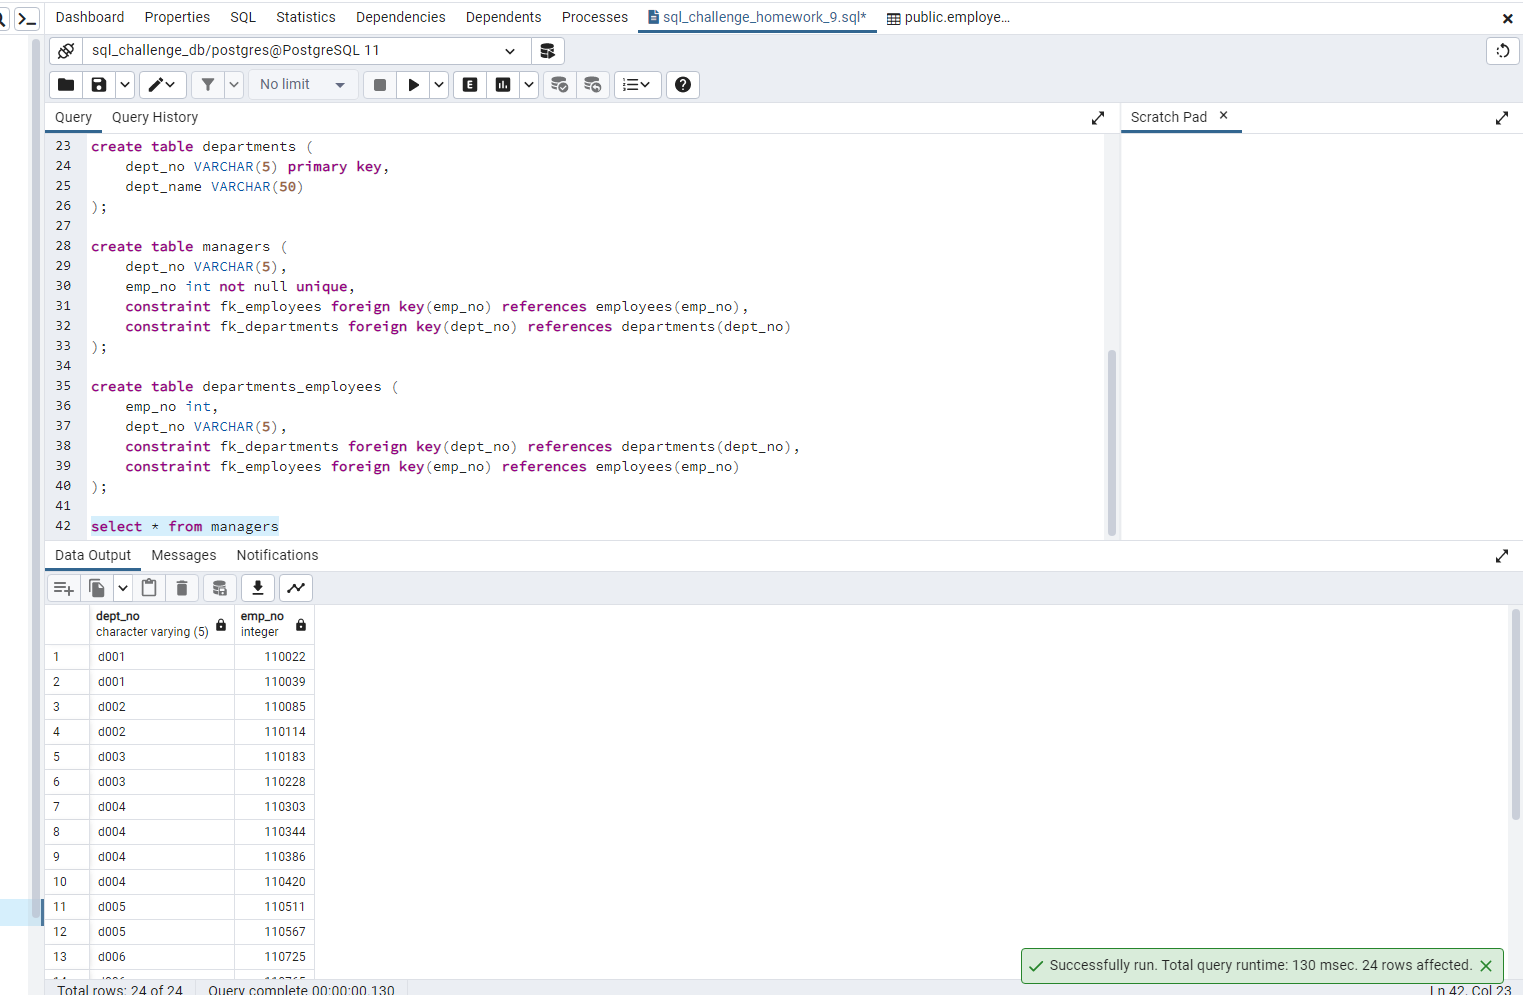 Dashboard Properties SQL Statistics Dependencies Dependents Processes sql_challenge_homework_9.sql* public.employe...
sql_challenge_db/postgres@PostgreSQL 11
No limit E
Query Query History Scratch Pad
23 create table departments (
24 dept_no VARCHAR(5) primary key,
25 dept_name VARCHAR(50)
26 );
27
28 create table managers (
29 dept_no VARCHAR(5),
30 emp_no int not null unique,
31 constraint fk_employees foreign key(emp_no) references employees(emp_no),
32 constraint fk_departments foreign key(dept_no) references departments(dept_no)
33 );
34
35 create table departments_employees (
36 emp_no int,
37 dept_no VARCHAR(5),
38 constraint fk_departments foreign key(dept_no) references departments(dept_no),
39 constraint fk_employees foreign key(emp_no) references employees(emp_no)
40 );
41
42 select * from managers
Data Output Messages Notifications
dept_no emp_no
character varying (5) integer
1 d001 110022
2 d001 110039
3 d002 110085
4 d002 110114
5 d003 110183
6 d003 110228
7 d004 110303
8 d004 110344
9 d004 110386
10 d004 110420
11 d005 110511
12 d005 110567
13 d006 110725
Successfully run. Total query runtime: 130 msec. 24 rows affected.
Total rows: 24 of 24 Query complete 00:00:00.130 Ln 42, Col 23